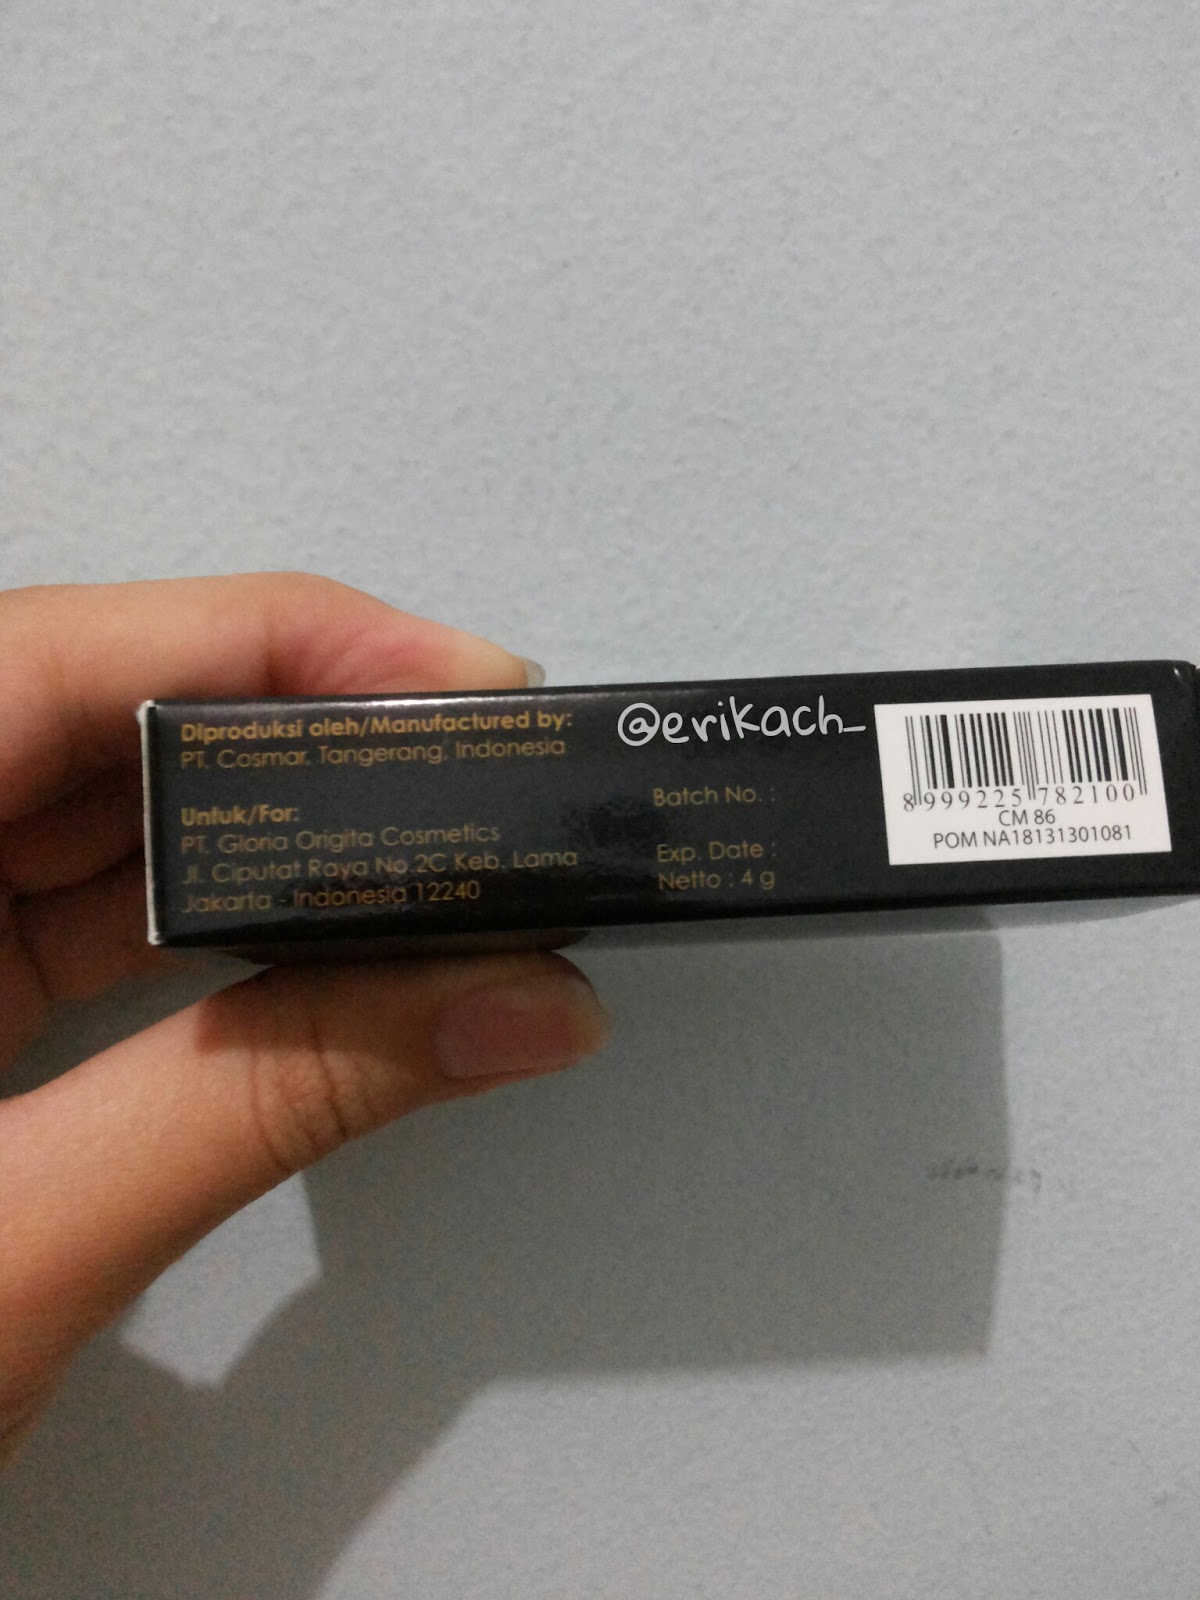 Diproduksi oleh/Manufactured by:
PT. Cosmar, Tangerang, Indonesia
Untuk/For:
PT. Gloria Origita Cosmetics
Jl. Ciputat Raya No.2C Keb. Lama
Jakarta - Indonesia 12240
@erikach_
Batch No. :
Exp. Date :
Netto : 4 g
8 999225 782100
CM 86
POM NA18131301081